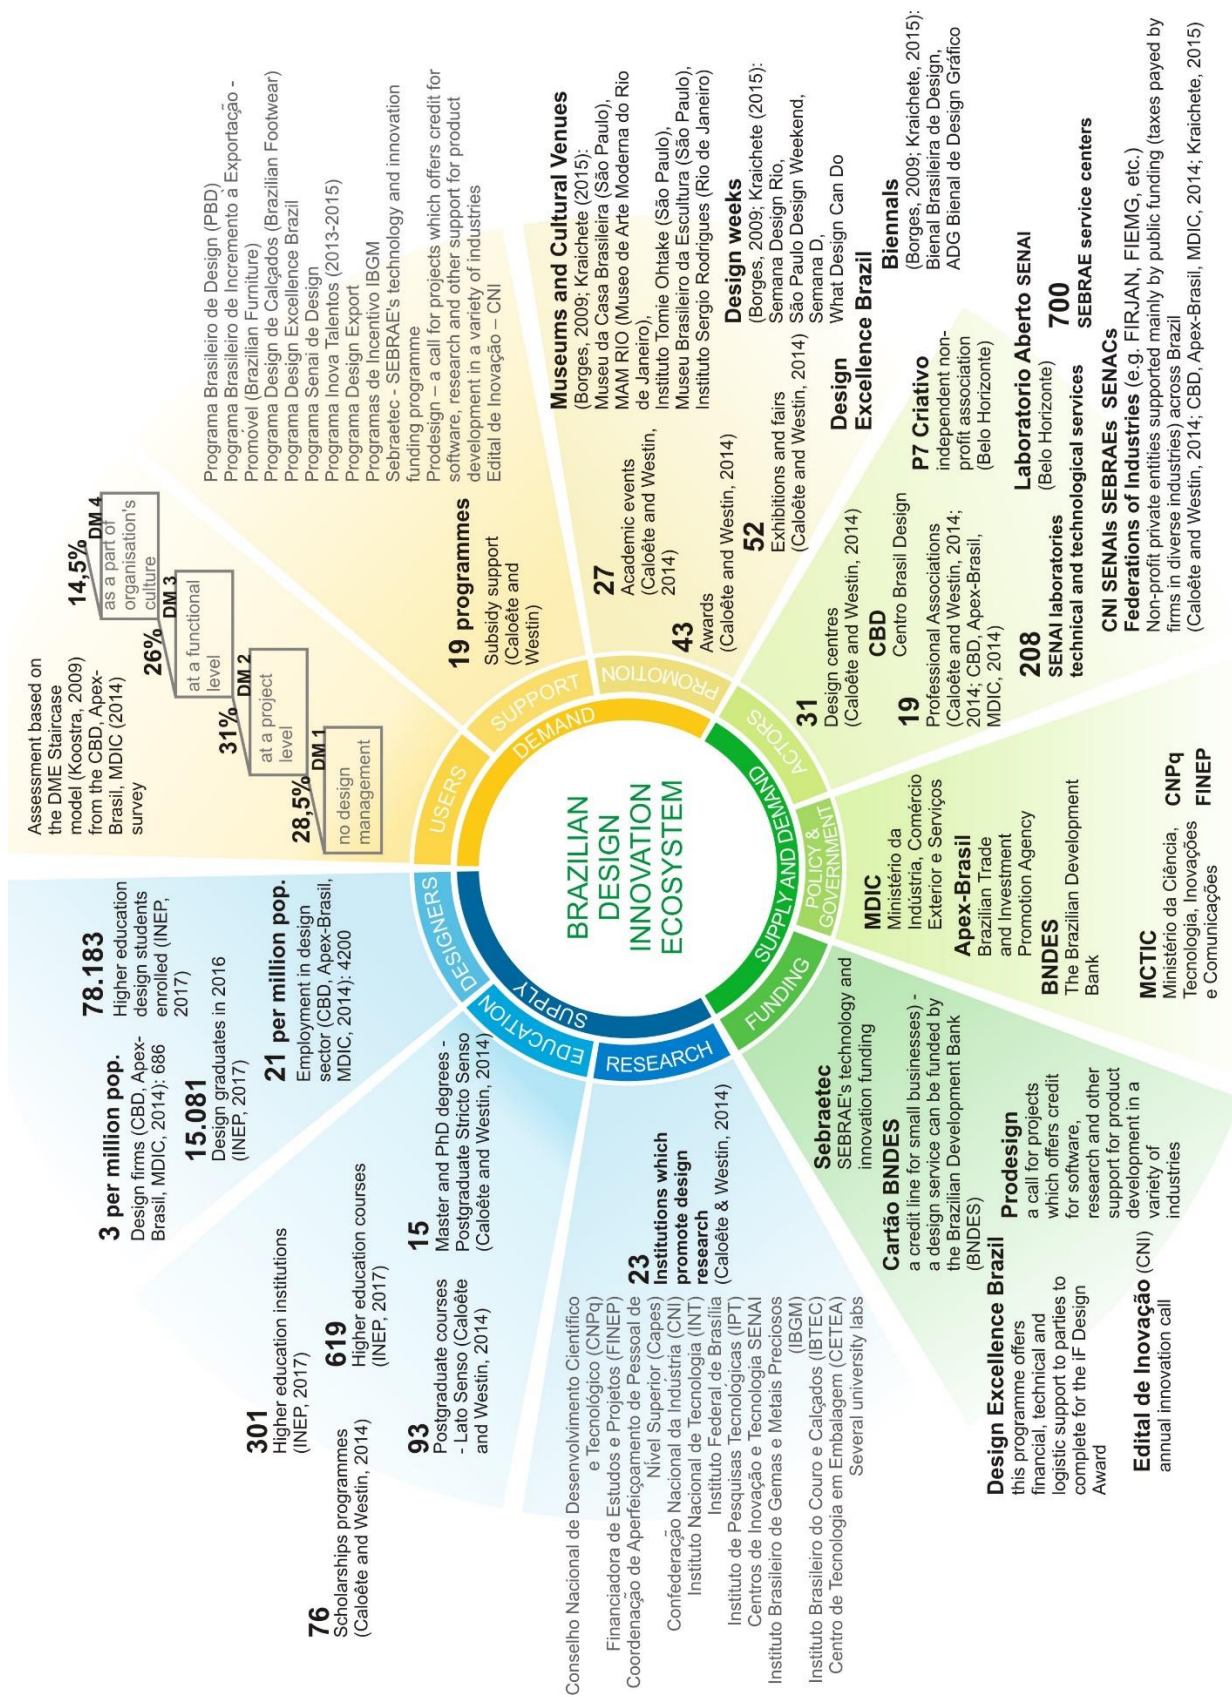 BRAZILIAN
DESIGN
INNOVATION
ECOSYSTEM
SUPPLY
DEMAND
SUPPLY AND DEMAND
DESIGNERS
USERS
SUPPORT
PROMOTION
ACTORS
POLICY &
GOVERNMENT
FUNDING
RESEARCH
EDUCATION
3 per million pop.
Design firms (CBD, Apex-
Brasil, MDIC, 2014): 686
78.183
Higher education
design students
enrolled (INEP,
2017)
15.081
Design graduates in 2016
(INEP, 2017)
21 per million pop.
Employment in design
sector (CBD, Apex-Brasil,
MDIC, 2014): 4200
Assessment based on
the DME Staircase
model (Koostra, 2009)
from the CBD, Apex-
Brasil, MDIC (2014)
survey
14,5%
DM 4
as a part of
organisation's
culture
26%
DM 3
at a functional
level
31%
DM 2
at a project
level
28,5%
DM 1
no design
management
Programa Brasileiro de Design (PBD)
Programa Brasileiro de Incremento á Exportação -
Promóvel (Brazilian Furniture)
Programa Design de Calçados (Brazilian Footwear)
Programa Design Excellence Brazil
Programa Senai de Design
Programa Inova Talentos (2013-2015)
Programa Design Export
Programas de Incentivo IBGM
Sebraetec - SEBRAE's technology and innovation
funding programme
Prodesign – a call for projects which offers credit for
software, research and other support for product
development in a variety of industries
Edital de Inovação – CNI
19 programmes
Subsidy support
(Caloête and
Westin)
Museums and Cultural Venues
(Borges, 2009; Kraichete (2015):
Museu da Casa Brasileira (São Paulo),
MAM RIO (Museo de Arte Moderna do Rio
de Janeiro),
Instituto Tomie Ohtake (São Paulo),
Museu Brasileiro da Escultura (São Paulo),
Instituto Sergio Rodrigues (Rio de Janeiro)
27
Academic events
(Caloête and Westin,
2014)
43
Awards
(Caloête and Westin, 2014)
52
Exhibitions and fairs
(Caloête and Westin, 2014)
Design weeks
(Borges, 2009; Kraichete (2015):
Semana Design Rio,
São Paulo Design Weekend,
Semana D,
What Design Can Do
Design
Excellence Brazil
Biennals
(Borges, 2009; Kraichete, 2015):
Bienal Brasileira de Design,
ADG Bienal de Design Gráfico
31
Design centres
(Caloête and Westin, 2014)
CBD
Centro Brasil Design
19
Professional Associations
(Caloête and Westin, 2014;
2014; CBD, Apex-Brasil,
MDIC, 2014)
P7 Criativo
independent non-
profit association
(Belo Horizonte)
208
SENAI laboratories
technical and technological services
Laboratorio Aberto SENAI
(Belo Horizonte)
700
SEBRAE service centers
CNI SENAIs SEBRAEs SENACs
Federations of Industries (e.g. FIRJAN, FIEMG, etc.)
Non-profit private entities supported mainly by public funding (taxes payed by
firms in diverse industries) across Brazil
(Caloête and Westin, 2014; CBD, Apex-Brasil, MDIC, 2014; Kraichete, 2015)
MDIC
Ministério da
Indústria, Comércio
Exterior e Serviços
Apex-Brasil
Brazilian Trade
and Investment
Promotion Agency
BNDES
The Brazilian Development
Bank
MCTIC
Ministério da Ciência,
Tecnologia, Inovações
e Comunicações
CNPq
FINEP
Sebraetec
SEBRAE's technology and
innovation funding
Cartão BNDES
a credit line for small businesses) -
a design service can be funded by
the Brazilian Development Bank
(BNDES)
Prodesign
a call for projects
which offers credit
for software,
research and other
support for product
development in a
variety of
industries
Design Excellence Brazil
this programme offers
financial, technical and
logistic support to parties to
complete for the iF Design
Award
Edital de Inovação (CNI)
annual innovation call
23
Institutions which
promote design
research
(Caloête & Westin, 2014)
Conselho Nacional de Desenvolvimento Científico
e Tecnológico (CNPq)
Financiadora de Estudos e Projetos (FINEP)
Coordenação de Aperfeiçoamento de Pessoal de
Nível Superior (Capes)
Confederação Nacional da Indústria (CNI)
Instituto Nacional de Tecnologia (INT)
Instituto Federal de Brasília
Instituto de Pesquisas Tecnológicas (IPT)
Centros de Inovação e Tecnologia SENAI
Instituto Brasileiro de Gemas e Metais Preciosos
(IBGM)
Instituto Brasileiro do Couro e Calçados (IBTEC)
Centro de Tecnologia em Embalagem (CETEA)
Several university labs
301
Higher education institutions
(INEP, 2017)
76
Scholarships programmes
(Caloête and Westin, 2014)
619
Higher education courses
(INEP, 2017)
93
Postgraduate courses
- Lato Senso (Caloête
and Westin, 2014)
15
Master and PhD degrees -
Postgraduate Stricto Senso
(Caloête and Westin, 2014)